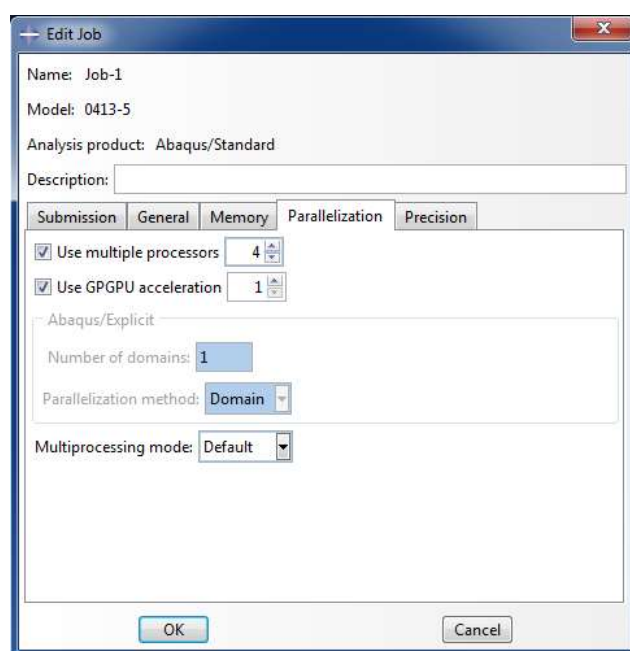 Edit Job
Name: Job-1
Model: 0413-5
Analysis product: Abaqus/Standard
Description:
Submission General Memory Parallelization Precision
Use multiple processors 4
Use GPGPU acceleration 1
Abaqus/Explicit
Number of domains: 1
Parallelization method: Domain
Multiprocessing mode: Default
OK Cancel